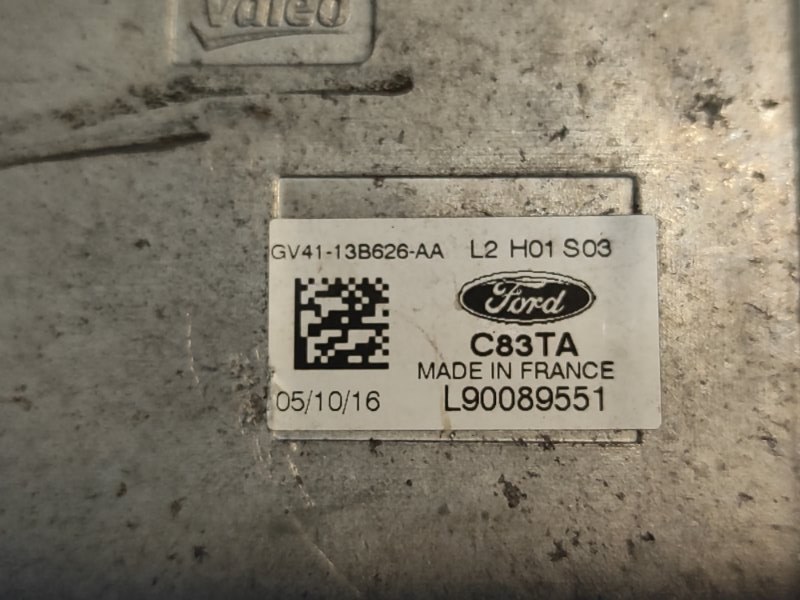 Valeo
GV41-13B626-AA L2 H01 S03
Ford
C83TA
MADE IN FRANCE
05/10/16 L90089551